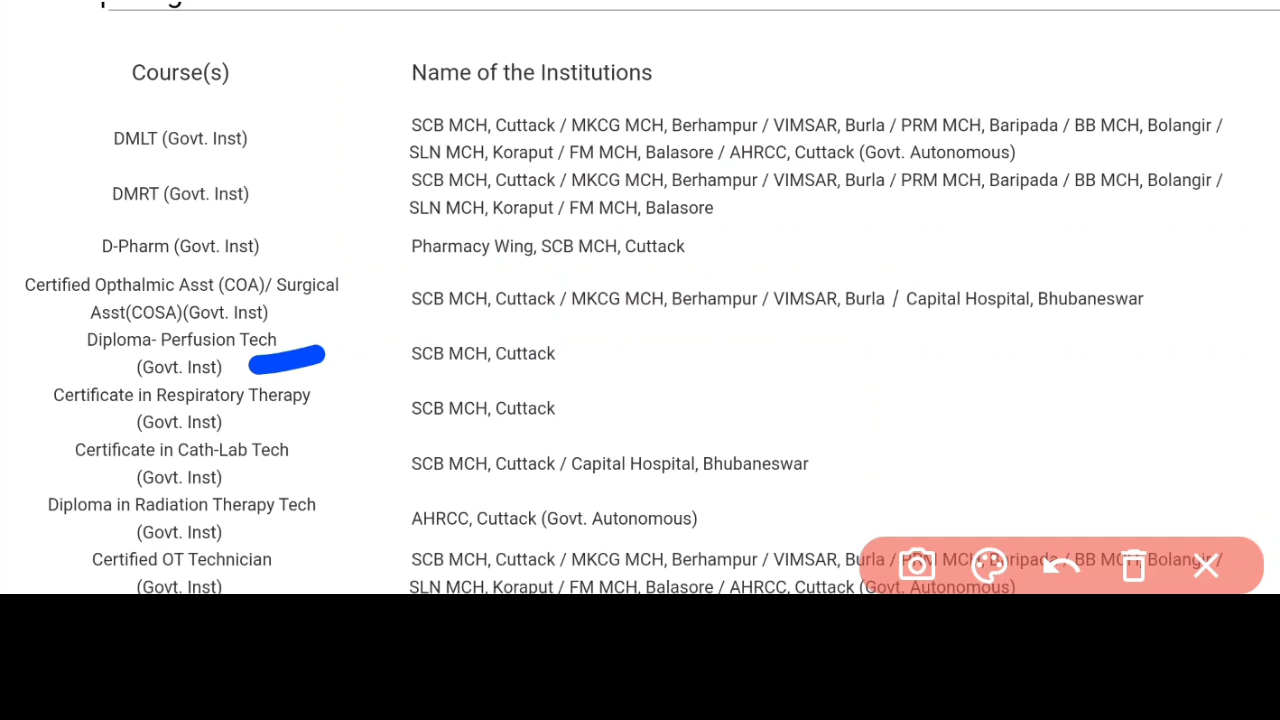 Course(s) Name of the Institutions
DMLT (Govt. Inst) SCB MCH, Cuttack / MKCG MCH, Berhampur / VIMSAR, Burla / PRM MCH, Baripada / BB MCH, Bolangir /
SLN MCH, Koraput / FM MCH, Balasore / AHRCC, Cuttack (Govt. Autonomous)
DMRT (Govt. Inst) SCB MCH, Cuttack / MKCG MCH, Berhampur / VIMSAR, Burla / PRM MCH, Baripada / BB MCH, Bolangir /
SLN MCH, Koraput / FM MCH, Balasore
D-Pharm (Govt. Inst) Pharmacy Wing, SCB MCH, Cuttack
Certified Opthalmic Asst (COA)/ Surgical
Asst(COSA)(Govt. Inst) SCB MCH, Cuttack / MKCG MCH, Berhampur / VIMSAR, Burla / Capital Hospital, Bhubaneswar
Diploma- Perfusion Tech
(Govt. Inst) SCB MCH, Cuttack
Certificate in Respiratory Therapy
(Govt. Inst) SCB MCH, Cuttack
Certificate in Cath-Lab Tech
(Govt. Inst) SCB MCH, Cuttack / Capital Hospital, Bhubaneswar
Diploma in Radiation Therapy Tech
(Govt. Inst) AHRCC, Cuttack (Govt. Autonomous)
Certified OT Technician SCB MCH, Cuttack / MKCG MCH, Berhampur / VIMSAR, Burla / PRM MCH, Baripada / BB MCH, Bolangir /
(Govt. Inst) SLN MCH, Koraput / FM MCH, Balasore / AHRCC, Cuttack (Govt. Autonomous)